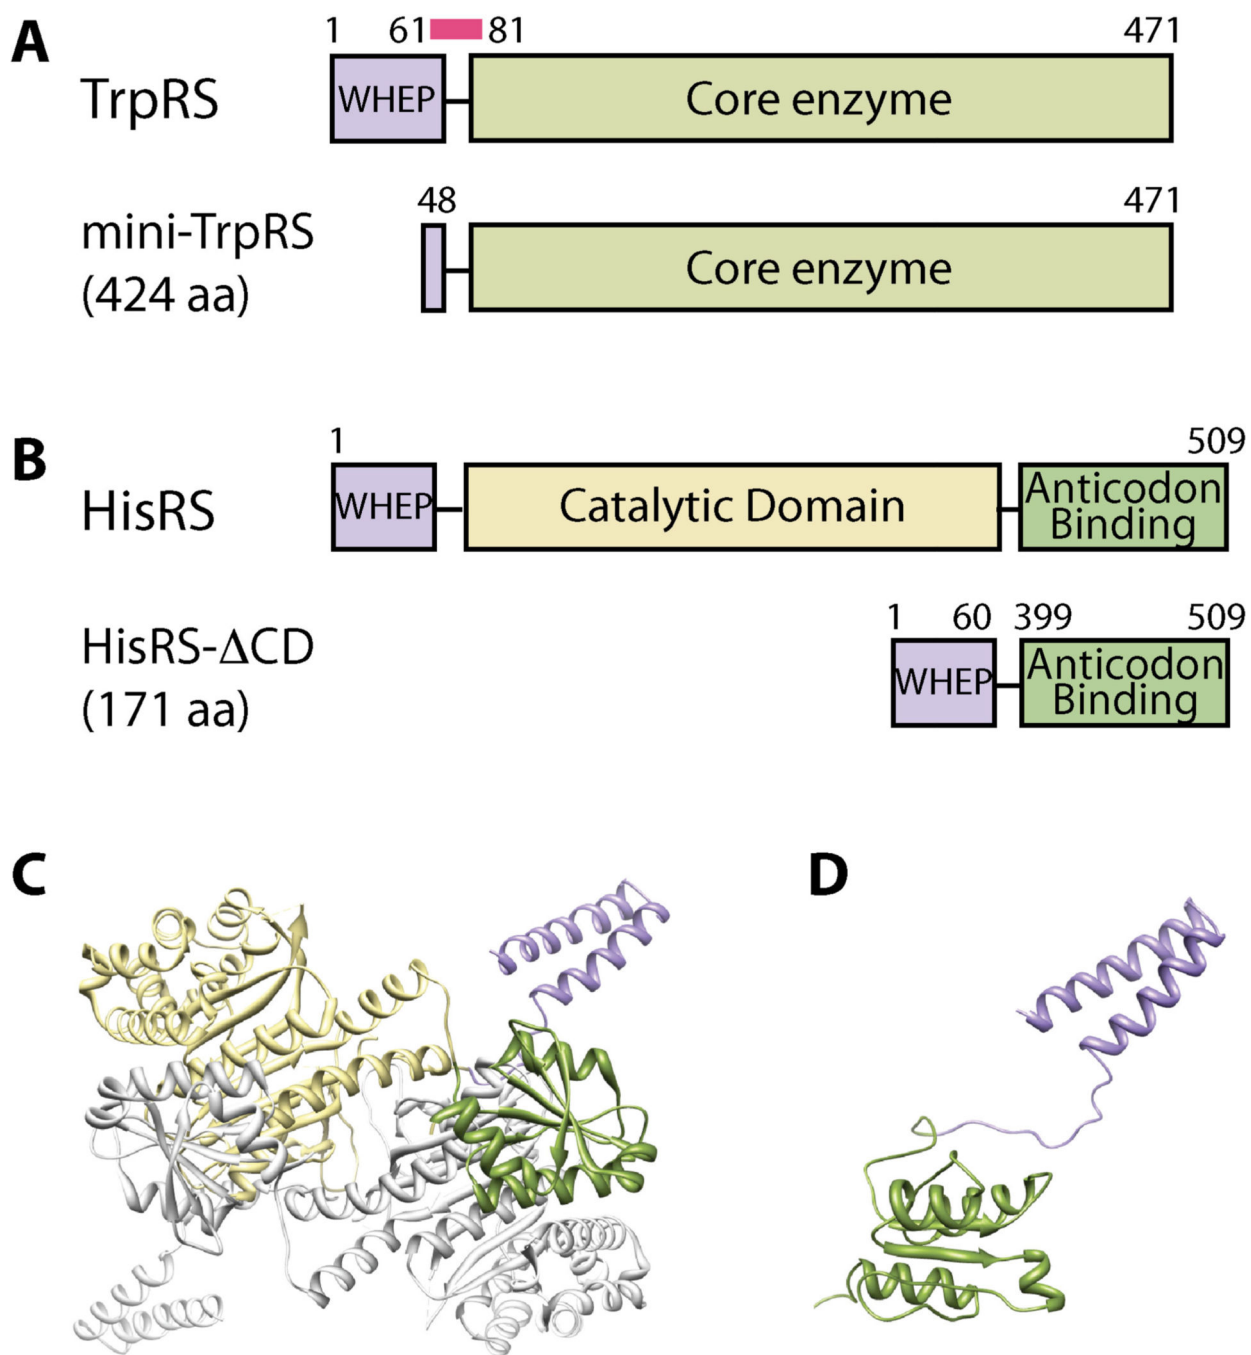 A
1 61 81 471
TrpRS
WHEP
Core enzyme
48 471
mini-TrpRS
(424 aa)
Core enzyme
B
1 509
HisRS
WHEP
Catalytic Domain
Anticodon
Binding
1 60 399 509
HisRS-ΔCD
(171 aa)
WHEP
Anticodon
Binding
C
D